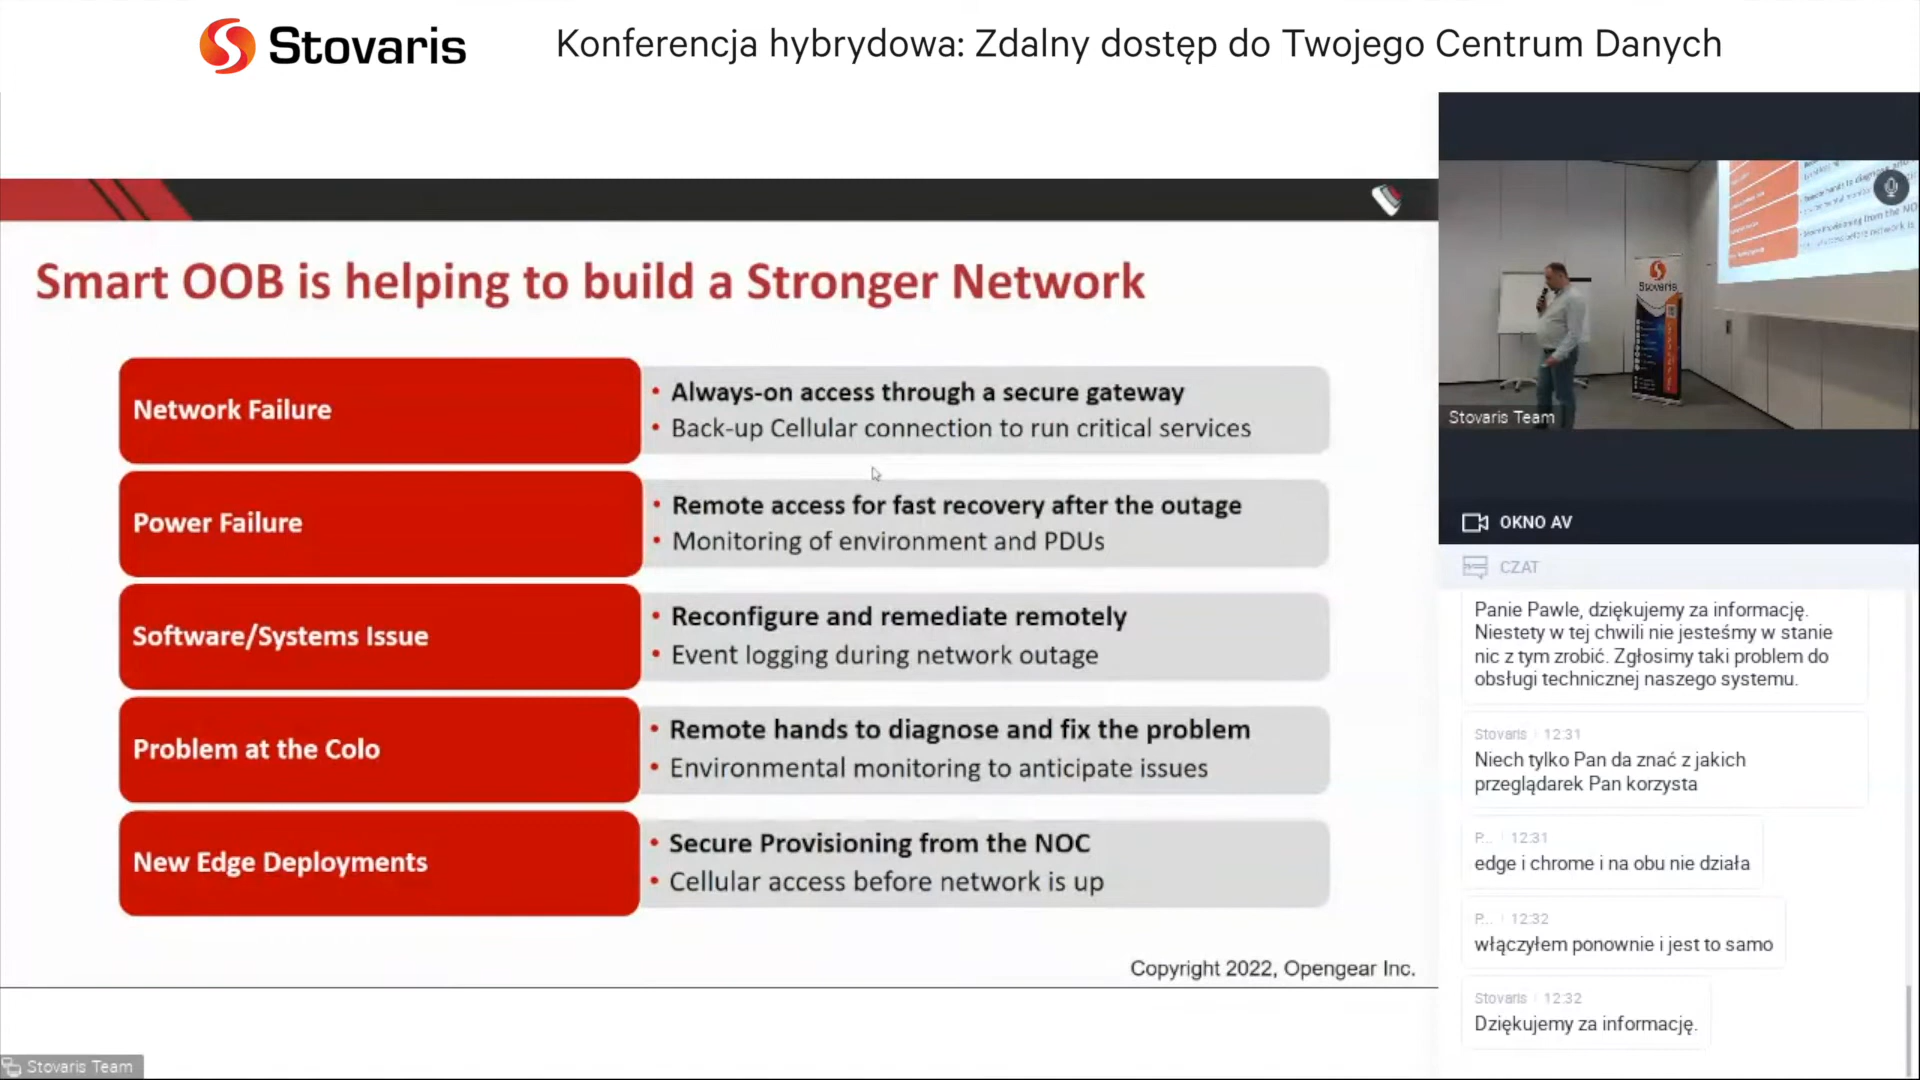 Stovaris
Konferencja hybrydowa: Zdalny dostęp do Twojego Centrum Danych
Smart OOB is helping to build a Stronger Network
Network Failure
• Always-on access through a secure gateway
• Back-up Cellular connection to run critical services
Power Failure
• Remote access for fast recovery after the outage
• Monitoring of environment and PDUs
Software/Systems Issue
• Reconfigure and remediate remotely
• Event logging during network outage
Problem at the Colo
• Remote hands to diagnose and fix the problem
• Environmental monitoring to anticipate issues
New Edge Deployments
• Secure Provisioning from the NOC
• Cellular access before network is up
Copyright 2022, Opengear Inc.
Stovaris Team
Stovaris
Stovaris Team
OKNO AV
CZAT
Panie Pawle, dziękujemy za informację.
Niestety w tej chwili nie jesteśmy w stanie
nic z tym zrobić. Zgłosimy taki problem do
obsługi technicznej naszego systemu.
Stovaris 12:31
Niech tylko Pan da znać z jakich
przeglądarek Pan korzysta
P... 12:31
edge i chrome i na obu nie działa
P... 12:32
włączyłem ponownie i jest to samo
Stovaris 12:32
Dziękujemy za informację.